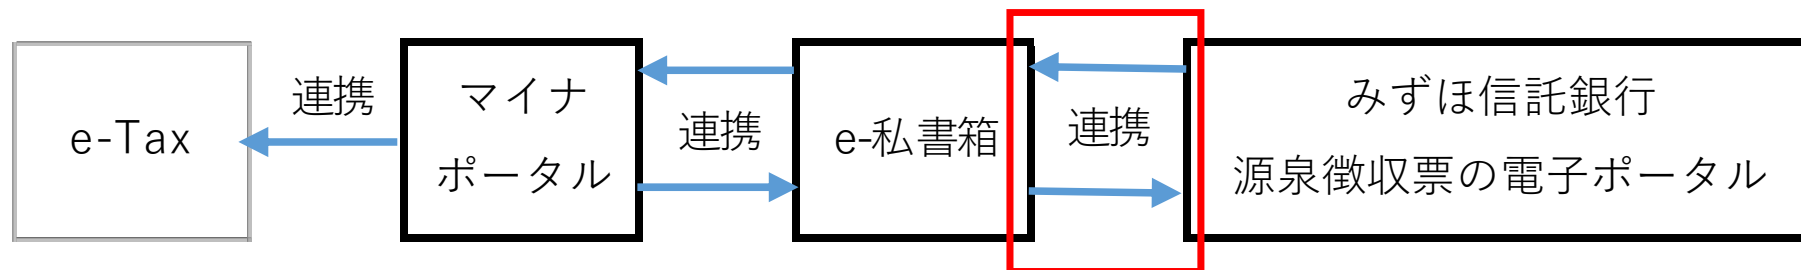 e-Tax
連携
マイナ
ポータル
連携
e-私書箱
連携
みずほ信託銀行
源泉徴収票の電子ポータル